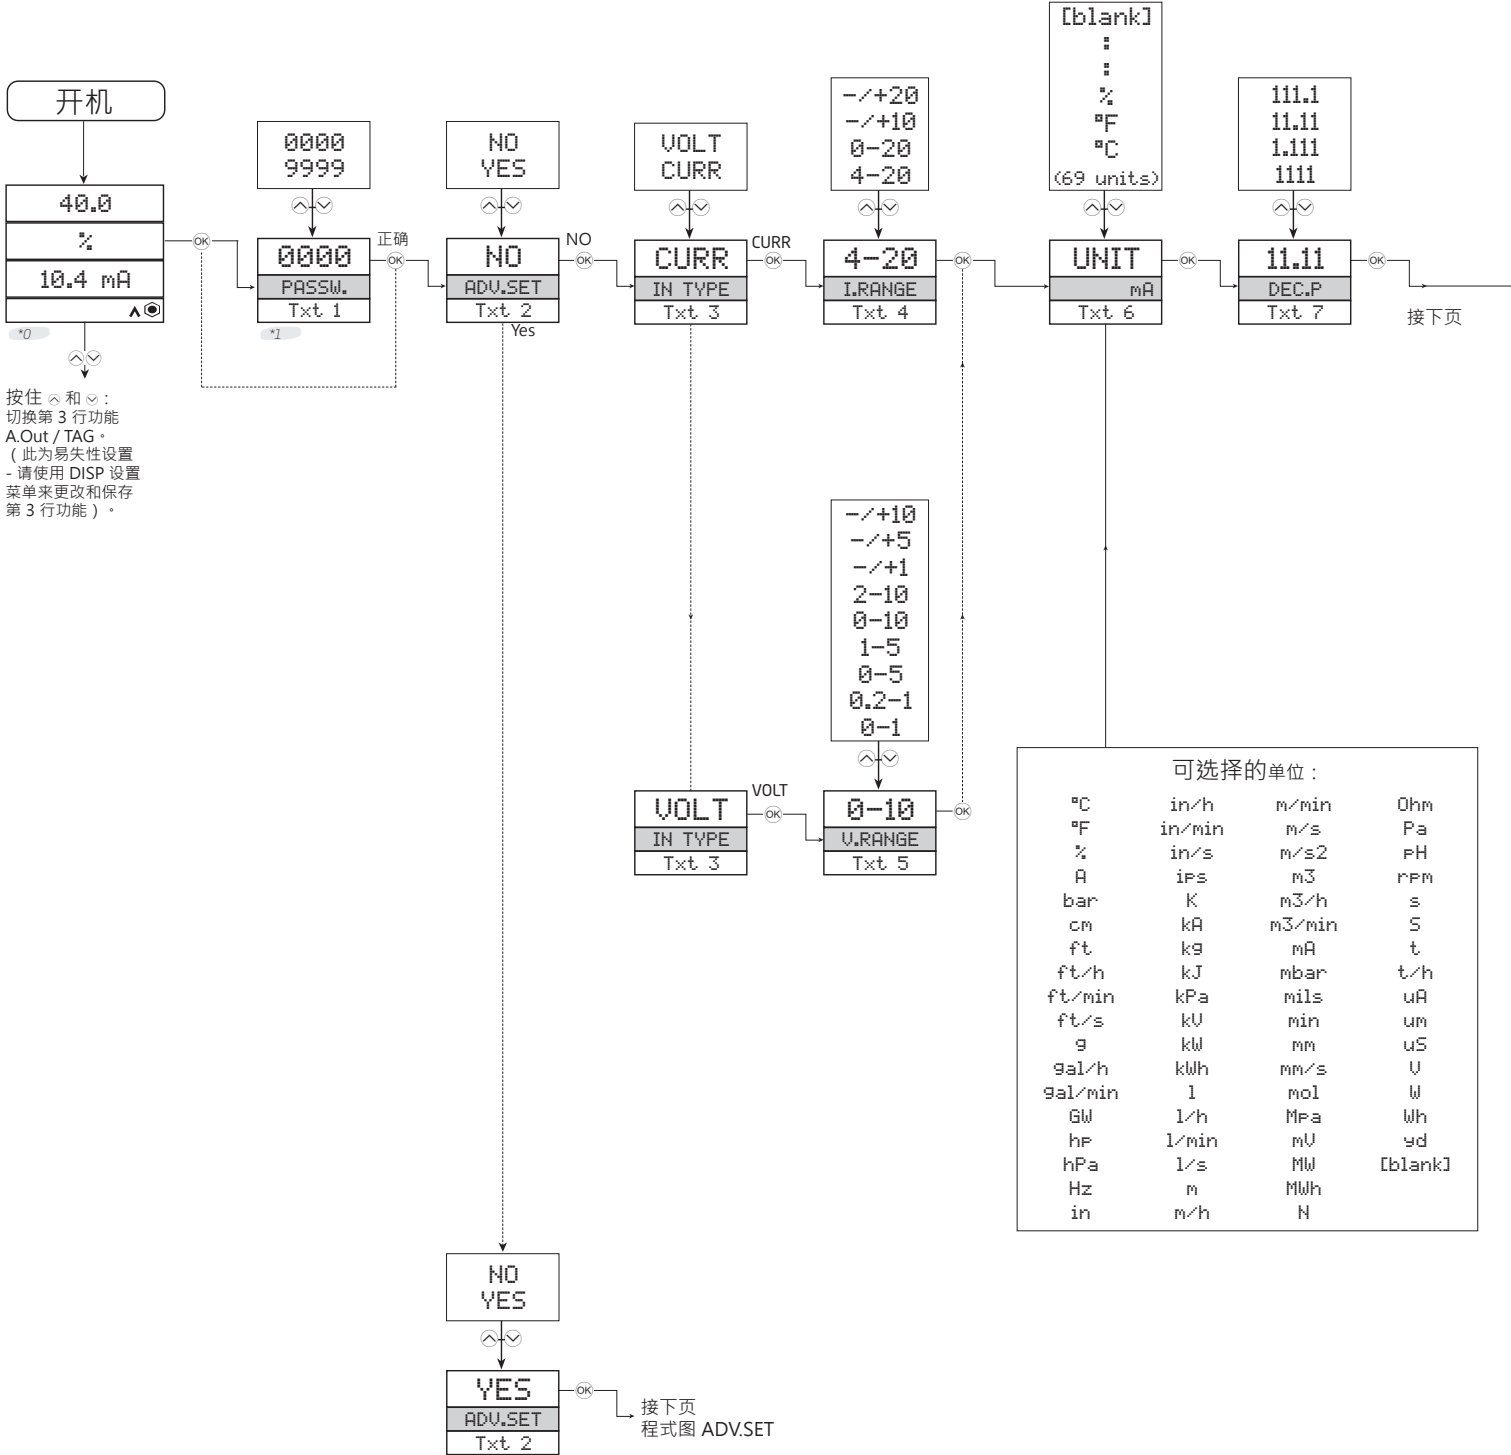 开机
40.0
%
10.4 mA
*0
按住 和 :
切换第 3 行功能
A.Out / TAG。
(此为易失性设置
- 请使用 DISP 设置
菜单来更改和保存
第 3 行功能)。
OK
0000
9999
0000
PASSW.
Txt 1
*1
正确
OK
NO
YES
NO
ADV.SET
Txt 2
Yes
NO
OK
VOLT
CURR
CURR
IN TYPE
Txt 3
CURR
OK
-/+20
-/+10
0-20
4-20
4-20
I.RANGE
Txt 4
OK
[blank]
:
:
%
°F
°C
(69 units)
UNIT
mA
Txt 6
OK
111.1
11.11
1.111
1111
11.11
DEC.P
Txt 7
OK
接下页
-/+10
-/+5
-/+1
2-10
0-10
1-5
0-5
0.2-1
0-1
VOLT
IN TYPE
Txt 3
VOLT
OK
0-10
V.RANGE
Txt 5
OK
可选择的单位:
°C in/h m/min Ohm
°F in/min m/s Pa
% in/s m/s2 pH
A ips m3 rpm
bar K m3/h s
cm kA m3/min S
ft kg mA t
ft/h kJ mbar t/h
ft/min kPa mils uA
ft/s kV min um
g kW mm uS
gal/h kWh mm/s V
gal/min l mol W
GW l/h Mpa Wh
hp l/min mV yd
hPa l/s MW [blank]
Hz m MWh
in m/h N
NO
YES
YES
ADV.SET
Txt 2
OK
接下页
程式图 ADV.SET